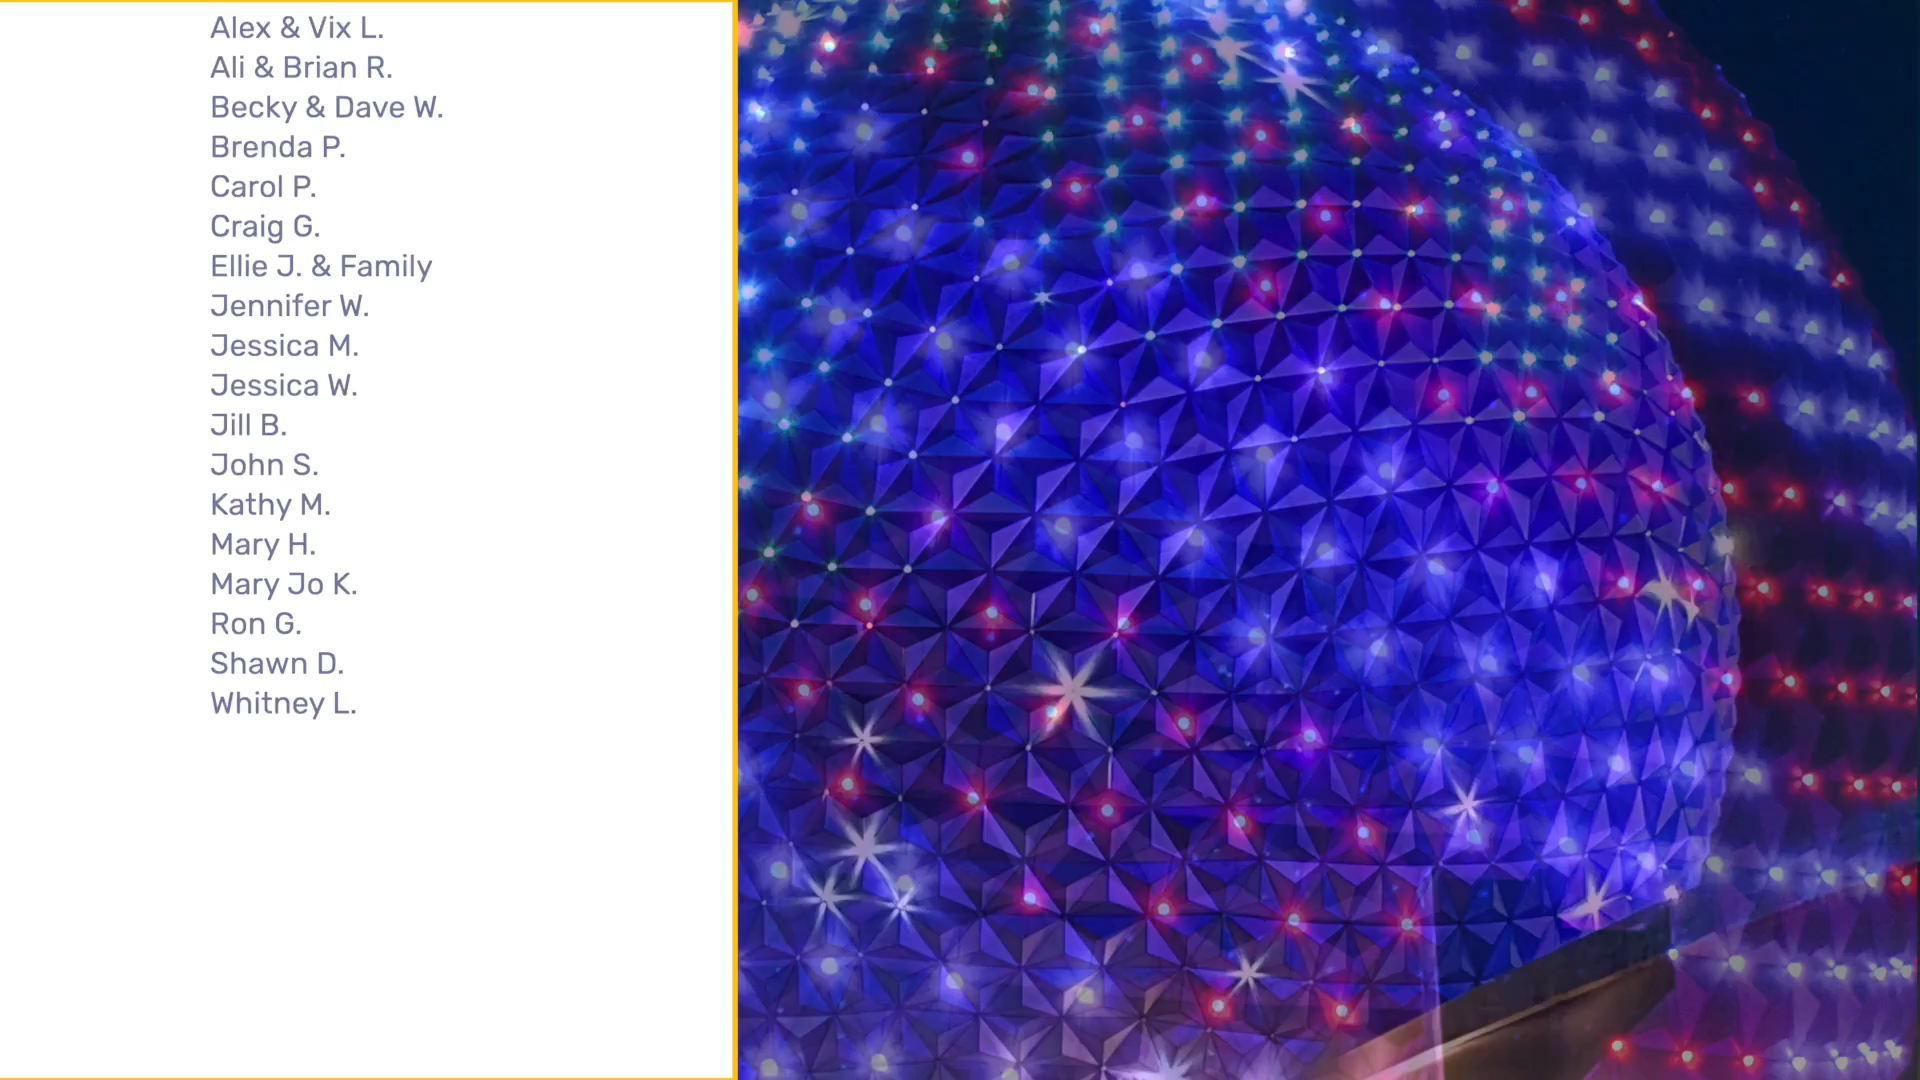 Alex & Vix L.
Ali & Brian R.
Becky & Dave W.
Brenda P.
Carol P.
Craig G.
Ellie J. & Family
Jennifer W.
Jessica M.
Jessica W.
Jill B.
John S.
Kathy M.
Mary H.
Mary Jo K.
Ron G.
Shawn D.
Whitney L.